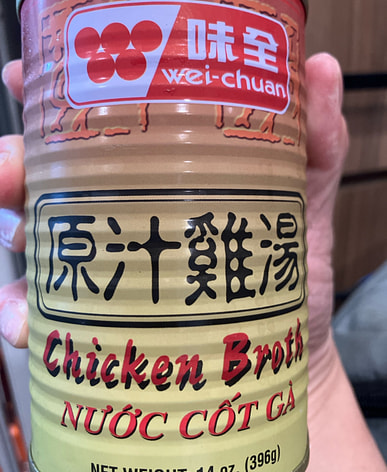 味全
wei-chuan
原汁雞湯
Chicken Broth
NƯỚC CỐT GÀ
NET WEIGHT 14 oz. (396g)